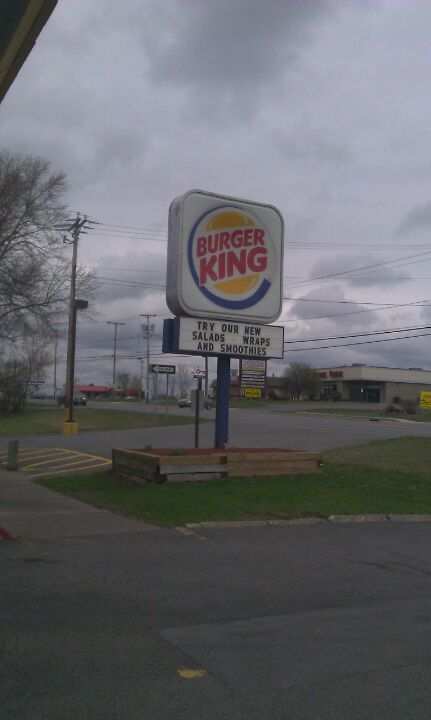 BURGER
KING
TRY OUR NEW
SALADS WRAPS
AND SMOOTHIES